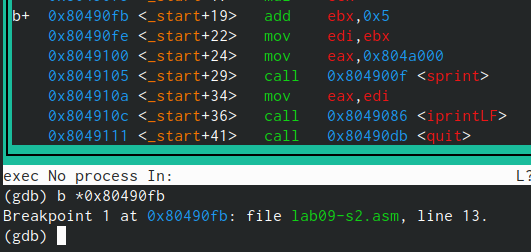 b+ 0x80490fb <_start+19> add ebx,0x5
0x80490fe <_start+22> mov edi,ebx
0x8049100 <_start+24> mov eax,0x804a000
0x8049105 <_start+29> call 0x804900f <sprint>
0x804910a <_start+34> mov eax,edi
0x804910c <_start+36> call 0x8049086 <iprintLF>
0x8049111 <_start+41> call 0x80490db <quit>
exec No process In: L?
(gdb) b *0x80490fb
Breakpoint 1 at 0x80490fb: file lab09-s2.asm, line 13.
(gdb)